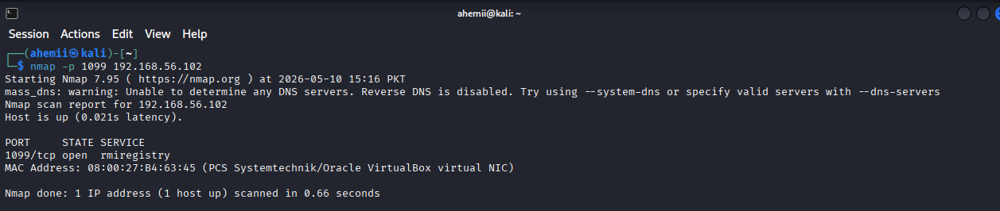 ahemii@kali: ~
Session Actions Edit View Help
┌──(ahemii㉿kali)-[~]
└─$ nmap -p 1099 192.168.56.102
Starting Nmap 7.95 ( https://nmap.org ) at 2026-05-10 15:16 PKT
mass_dns: warning: Unable to determine any DNS servers. Reverse DNS is disabled. Try using --system-dns or specify valid servers with --dns-servers
Nmap scan report for 192.168.56.102
Host is up (0.021s latency).
PORT     STATE SERVICE
1099/tcp open  rmiregistry
MAC Address: 08:00:27:B4:63:45 (PCS Systemtechnik/Oracle VirtualBox virtual NIC)
Nmap done: 1 IP address (1 host up) scanned in 0.66 seconds